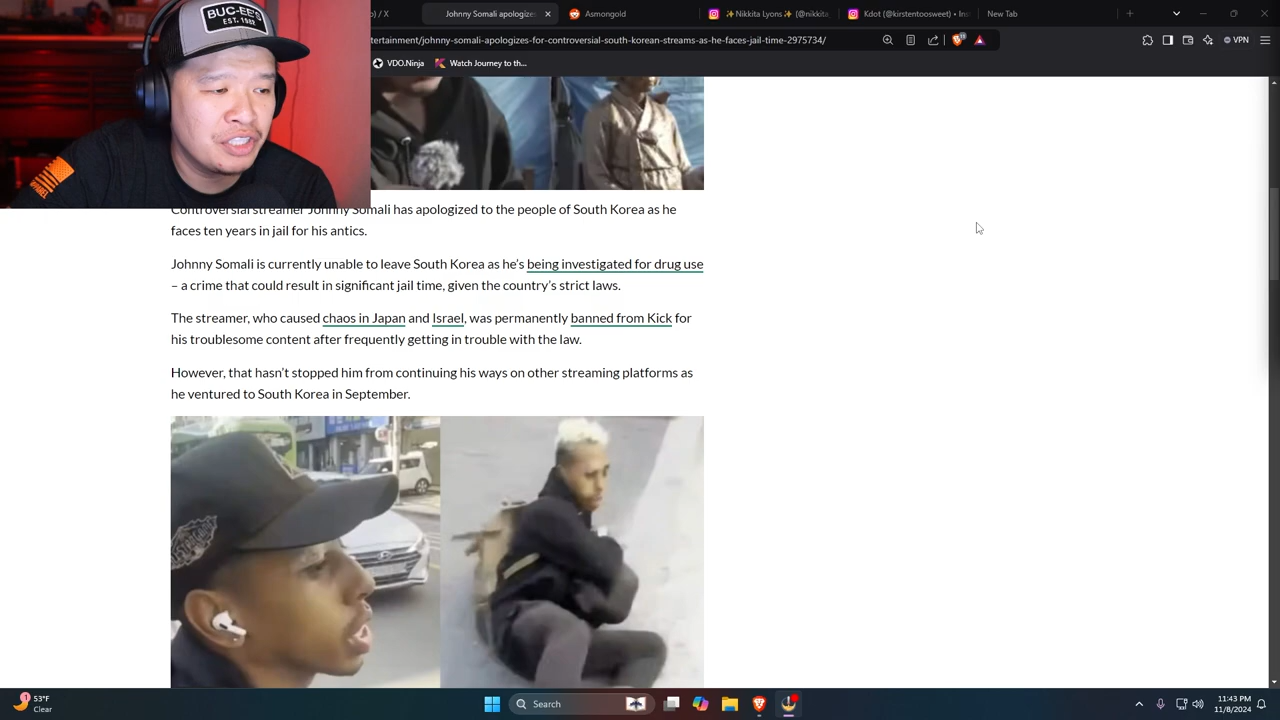 BUC-EE'S
EST. 1982
) / X
Johnny Somali apologize
Asmongold
✨ Nikkita Lyons✨ (@nikkita
Kdot (@kirstentoosweet) • Ins
New Tab
tertainment/johnny-somali-apologizes-for-controversial-south-korean-streams-as-he-faces-jail-time-2975734/
VPN
VDO.Ninja
Watch Journey to th...
Controversial streamer Johnny Somali has apologized to the people of South Korea as he
faces ten years in jail for his antics.
Johnny Somali is currently unable to leave South Korea as he's being investigated for drug use
– a crime that could result in significant jail time, given the country's strict laws.
The streamer, who caused chaos in Japan and Israel, was permanently banned from Kick for
his troublesome content after frequently getting in trouble with the law.
However, that hasn't stopped him from continuing his ways on other streaming platforms as
he ventured to South Korea in September.
1
53°F
Clear
Search
11:43 PM
11/8/2024